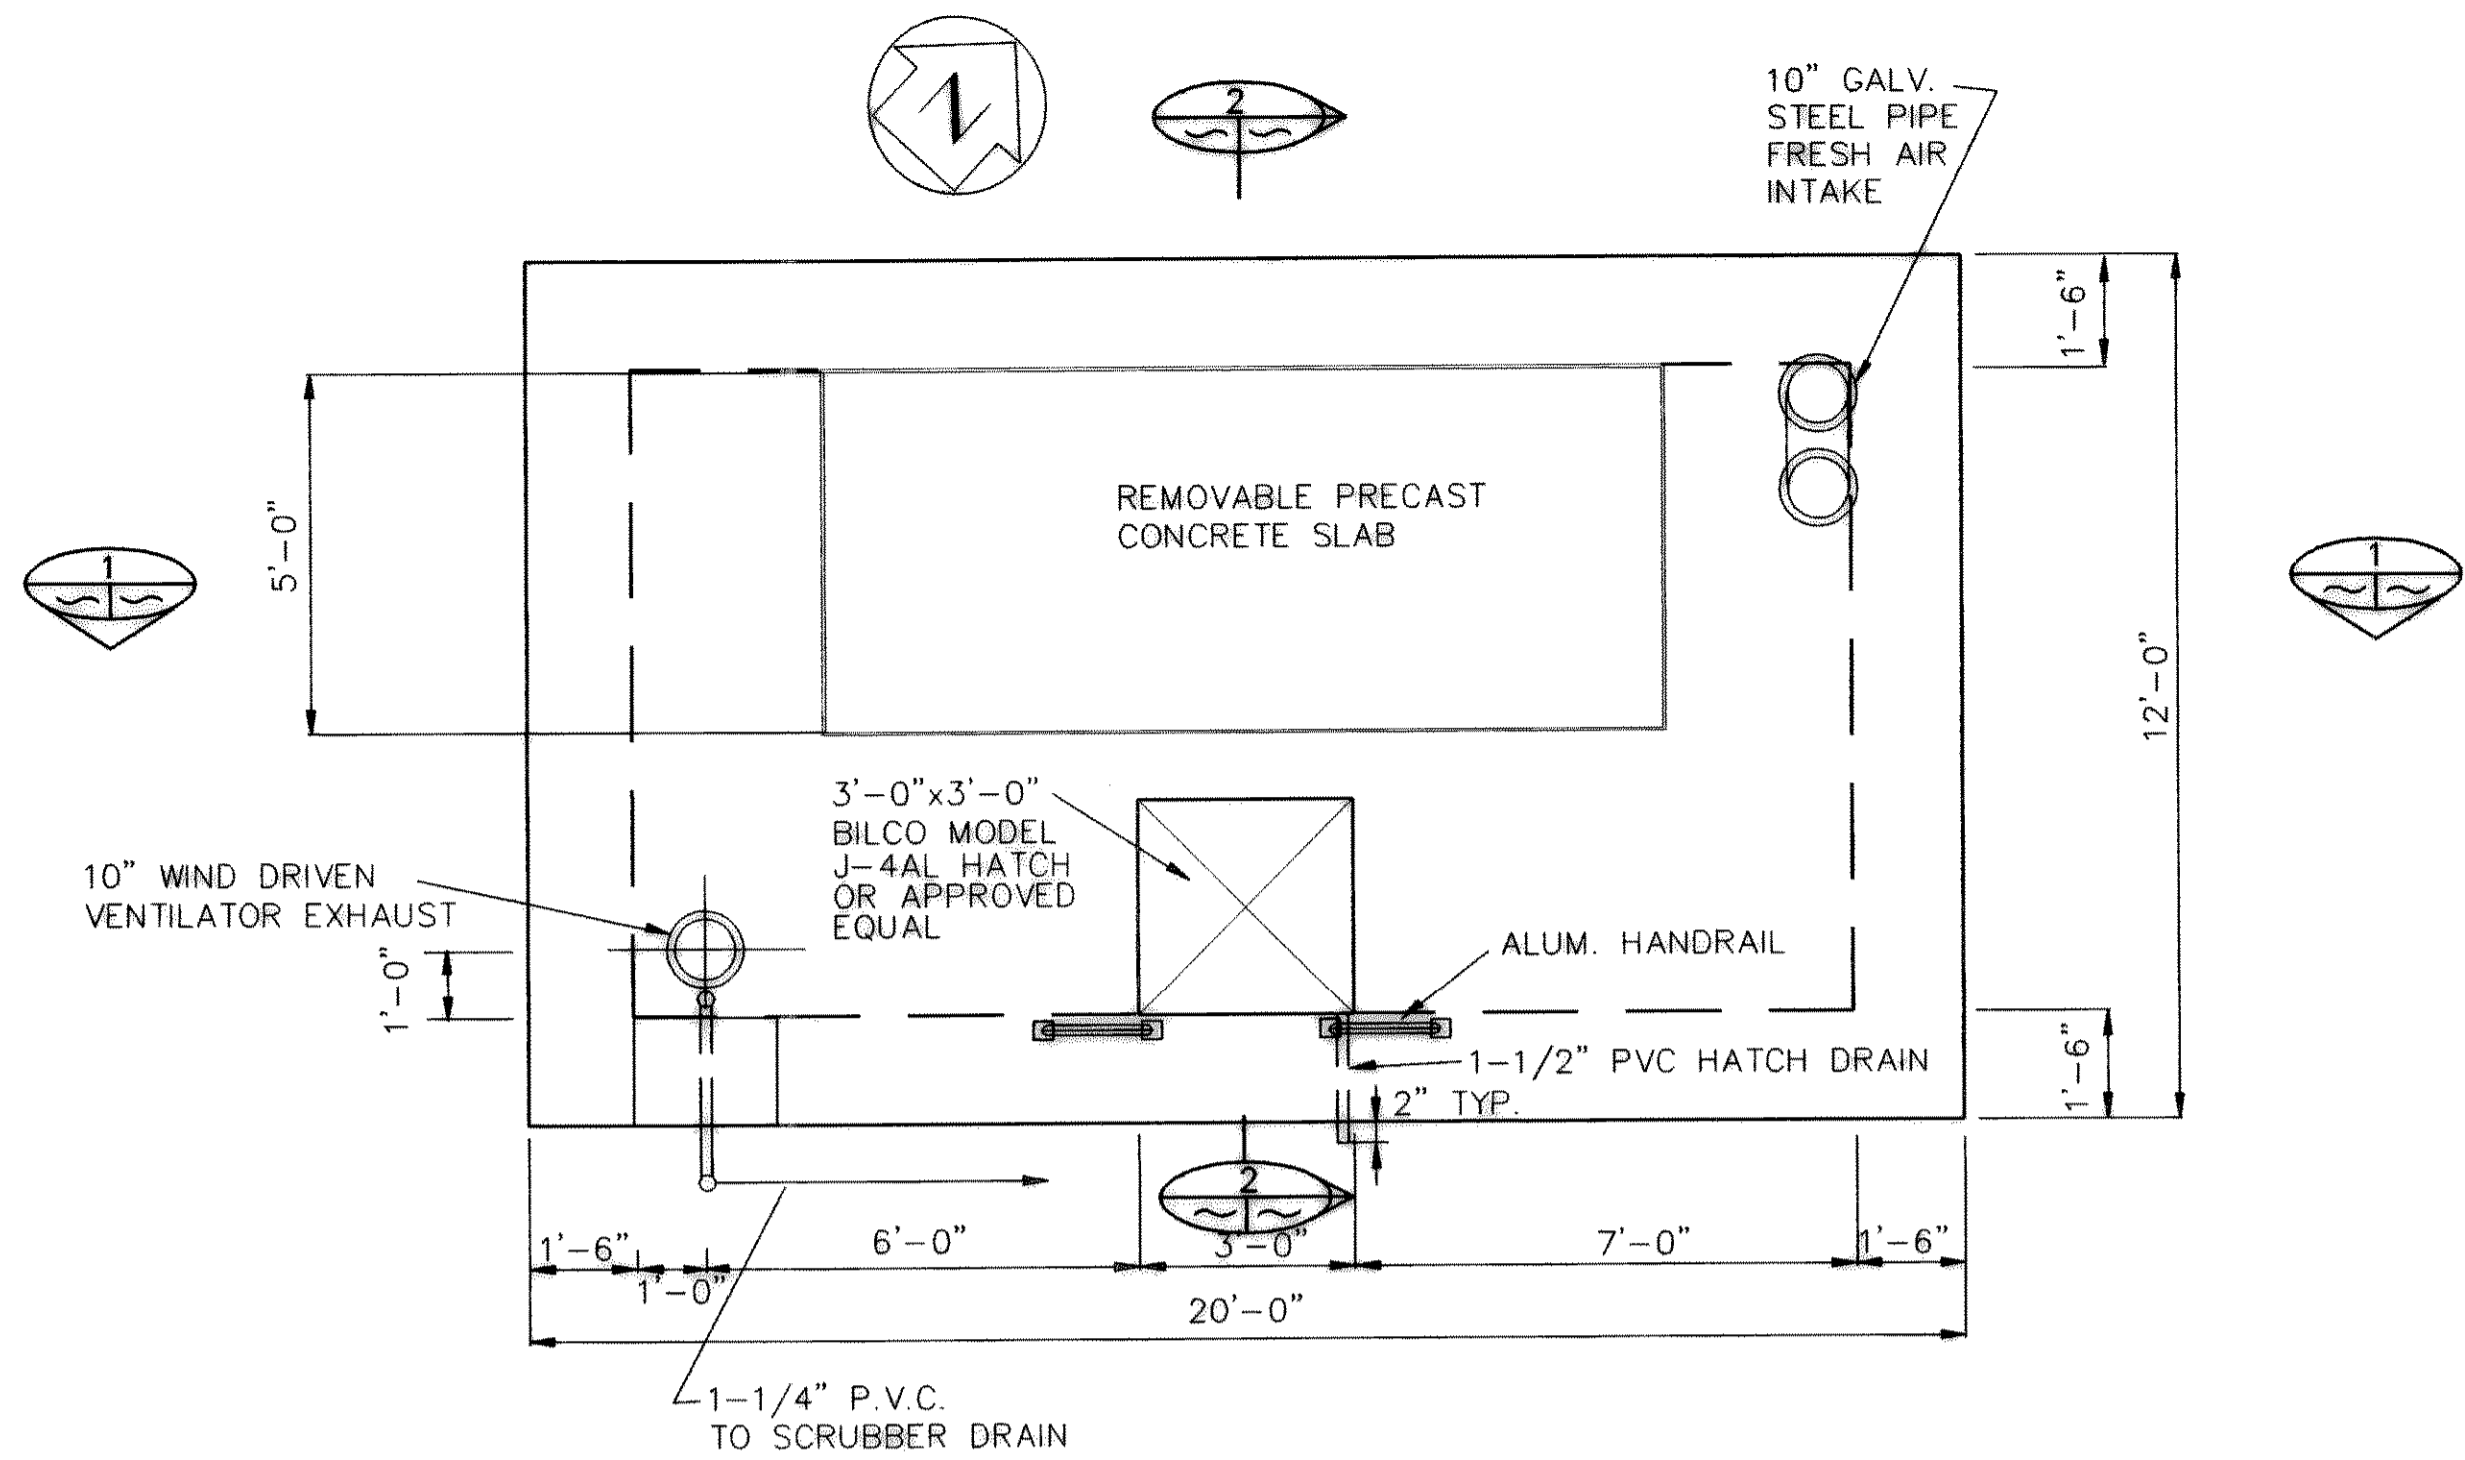 N
2
10" GALV.
STEEL PIPE
FRESH AIR
INTAKE
1'-6"
5'-0"
REMOVABLE PRECAST
CONCRETE SLAB
1
1
12'-0"
3'-0"x3'-0"
BILCO MODEL
J-4AL HATCH
OR APPROVED
EQUAL
10" WIND DRIVEN
VENTILATOR EXHAUST
1'-0"
ALUM. HANDRAIL
1-1/2" PVC HATCH DRAIN
2" TYP.
1'-6"
2
1'-6"
1'-0"
6'-0"
3'-0"
7'-0"
1'-6"
20'-0"
1-1/4" P.V.C.
TO SCRUBBER DRAIN